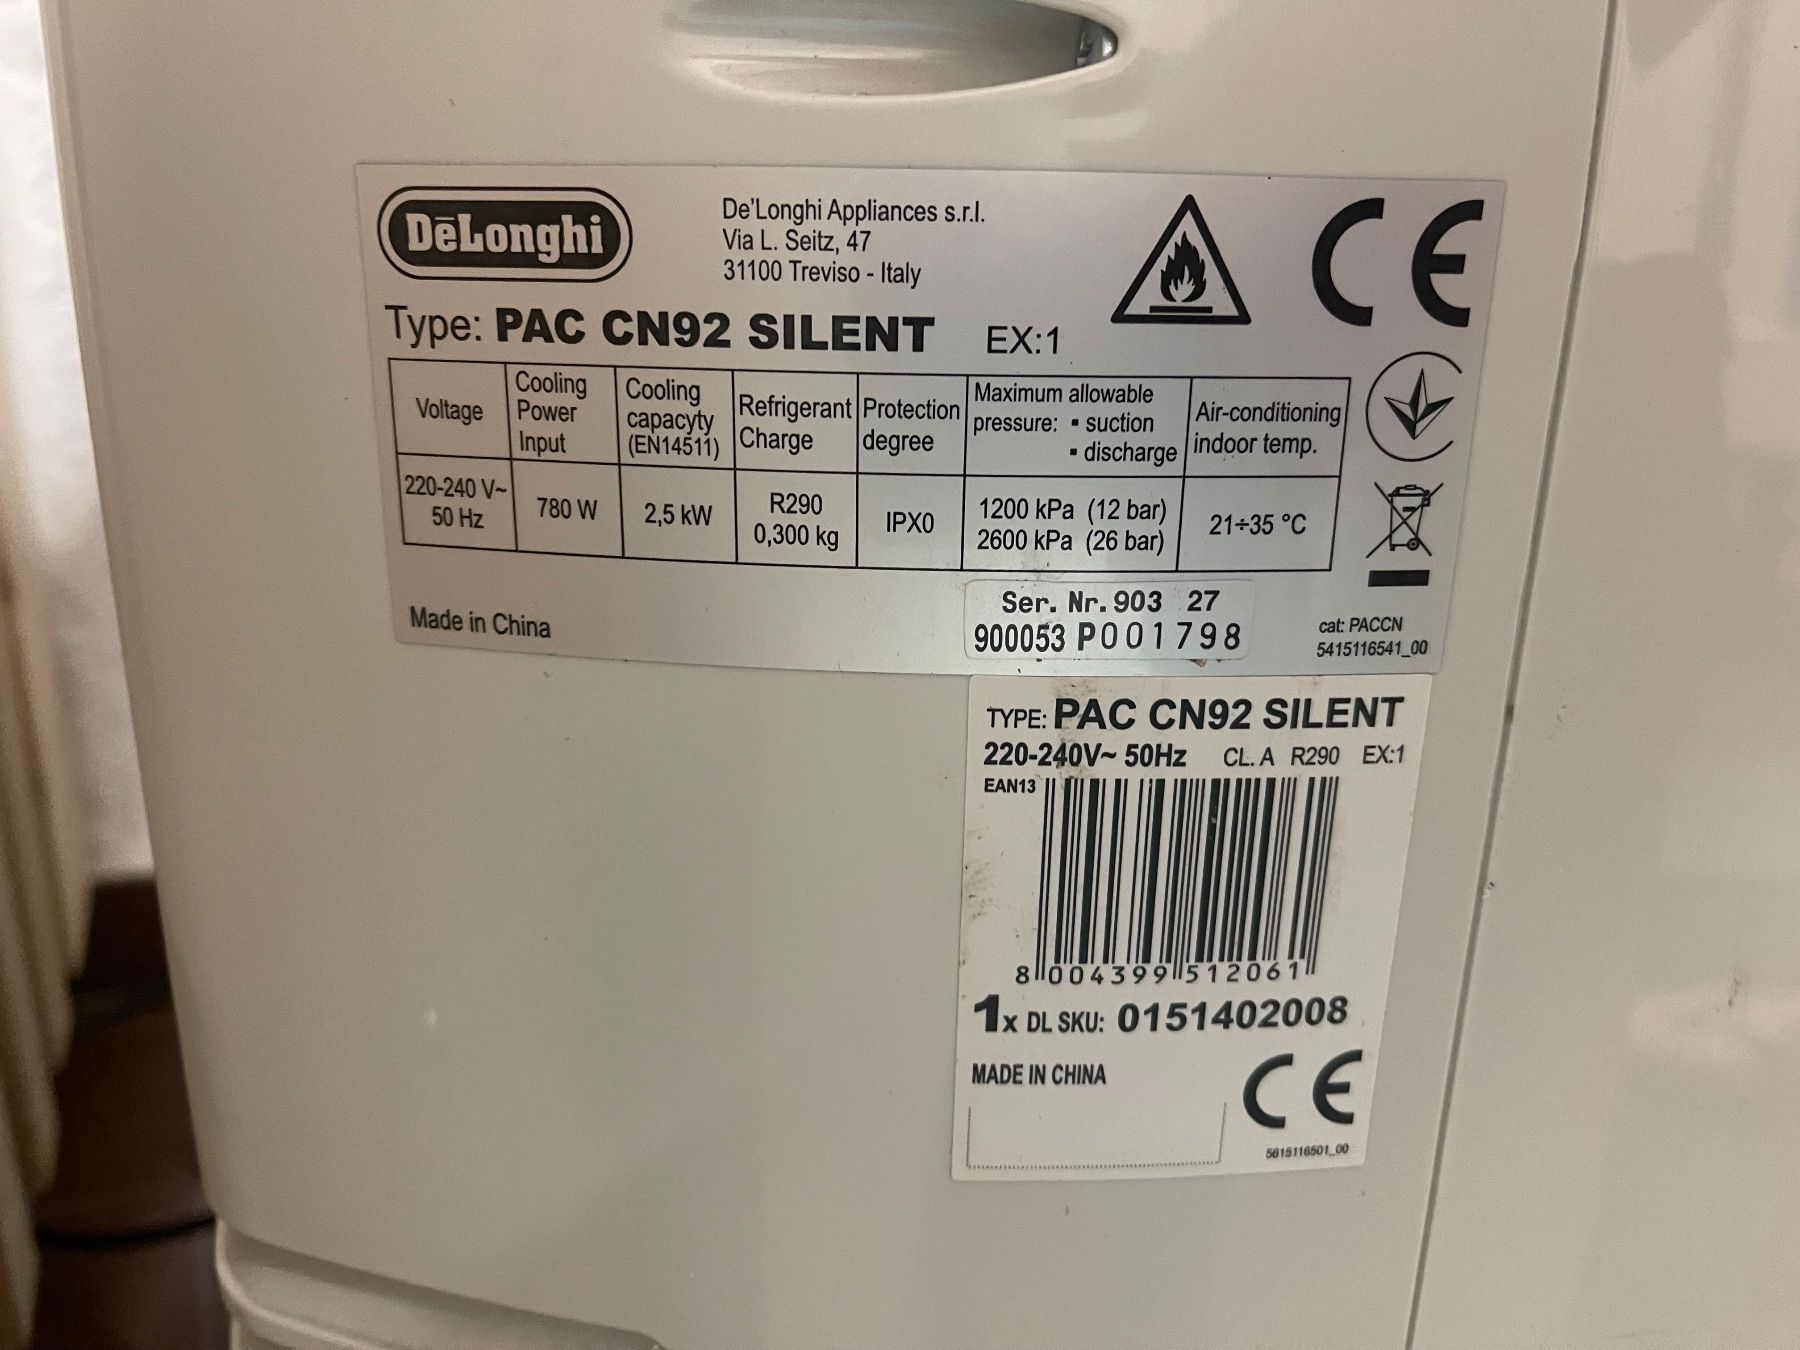 DeLonghi
De'Longhi Appliances s.r.l.
Via L. Seitz, 47
31100 Treviso - Italy
CE
Type: PAC CN92 SILENT EX:1
Voltage
Cooling
Power
Input
Cooling
capacyty
(EN14511)
Refrigerant
Charge
Protection
degree
Maximum allowable
pressure: ▪ suction
▪ discharge
Air-conditioning
indoor temp.
220-240 V~
50 Hz
780 W
2,5 kW
R290
0,300 kg
IPX0
1200 kPa (12 bar)
2600 kPa (26 bar)
21÷35 °C
Made in China
Ser. Nr. 903 27
900053 P001798
cat: PACCN
5415116541_00
TYPE: PAC CN92 SILENT
220-240V~ 50Hz CL. A R290 EX:1
EAN13
8 004399 512061
1x DL SKU: 0151402008
MADE IN CHINA
CE
5615116501_00